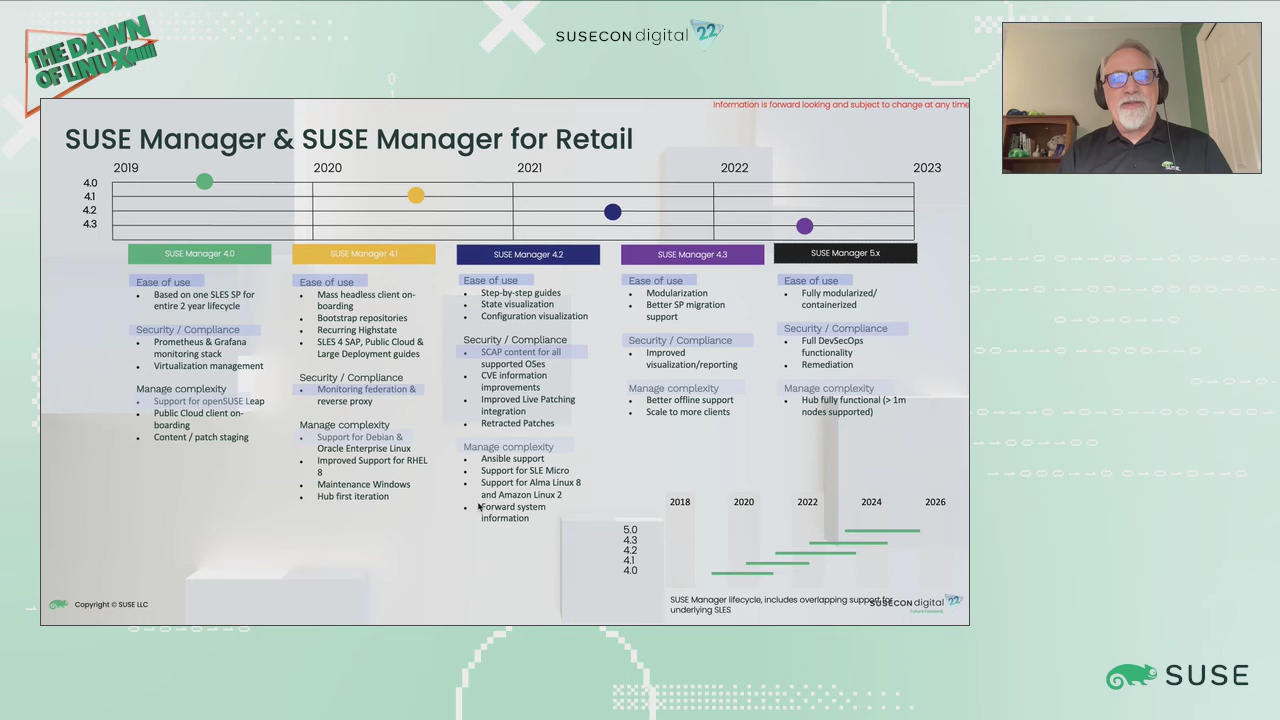 THE DAWN
OF LINUX
SUSECON digital 22
Information is forward looking and subject to change at any time
SUSE Manager & SUSE Manager for Retail
2019 2020 2021 2022 2023
4.0
4.1
4.2
4.3
SUSE Manager 4.0
Ease of use
• Based on one SLES SP for
entire 2 year lifecycle
Security / Compliance
• Prometheus & Grafana
monitoring stack
• Virtualization management
Manage complexity
• Support for openSUSE Leap
• Public Cloud client on-
boarding
• Content / patch staging
SUSE Manager 4.1
Ease of use
• Mass headless client on-
boarding
• Bootstrap repositories
• Recurring Highstate
• SLES 4 SAP, Public Cloud &
Large Deployment guides
Security / Compliance
• Monitoring federation &
reverse proxy
Manage complexity
• Support for Debian &
Oracle Enterprise Linux
• Improved Support for RHEL
8
• Maintenance Windows
• Hub first iteration
SUSE Manager 4.2
Ease of use
• Step-by-step guides
• State visualization
• Configuration visualization
Security / Compliance
• SCAP content for all
supported OSes
• CVE information
improvements
• Improved Live Patching
integration
• Retracted Patches
Manage complexity
• Ansible support
• Support for SLE Micro
• Support for Alma Linux 8
and Amazon Linux 2
• Forward system
information
SUSE Manager 4.3
Ease of use
• Modularization
• Better SP migration
support
Security / Compliance
• Improved
visualization/reporting
Manage complexity
• Better offline support
• Scale to more clients
SUSE Manager 5.x
Ease of use
• Fully modularized/
containerized
Security / Compliance
• Full DevSecOps
functionality
• Remediation
Manage complexity
• Hub fully functional (> 1m
nodes supported)
2018 2020 2022 2024 2026
5.0
4.3
4.2
4.1
4.0
SUSE Manager lifecycle, includes overlapping support for
underlying SLES
Copyright © SUSE LLC
SUSECON digital 22
Future Forward.
SUSE